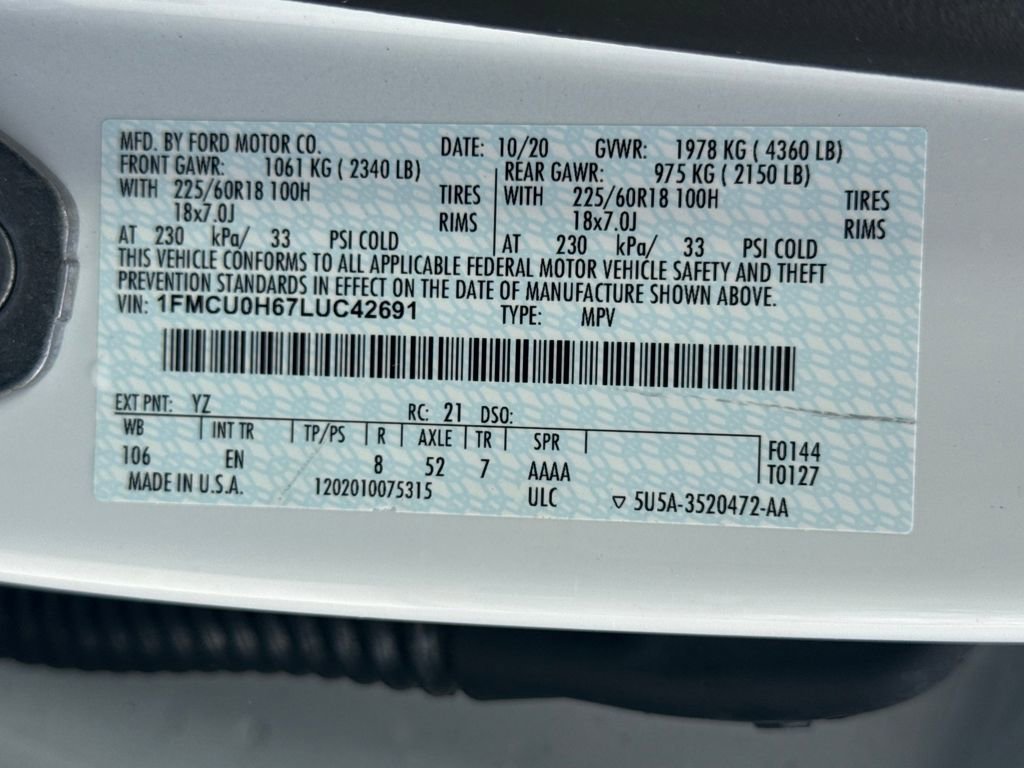 MFD. BY FORD MOTOR CO. DATE: 10/20 GVWR: 1978 KG ( 4360 LB)
FRONT GAWR: 1061 KG ( 2340 LB) REAR GAWR: 975 KG ( 2150 LB)
WITH 225/60R18 100H TIRES WITH 225/60R18 100H TIRES
18x7.0J RIMS 18x7.0J RIMS
AT 230 kPa/ 33 PSI COLD AT 230 kPa/ 33 PSI COLD
THIS VEHICLE CONFORMS TO ALL APPLICABLE FEDERAL MOTOR VEHICLE SAFETY AND THEFT
PREVENTION STANDARDS IN EFFECT ON THE DATE OF MANUFACTURE SHOWN ABOVE.
VIN: 1FMCU0H67LUC42691 TYPE: MPV
EXT PNT: YZ RC: 21 DSO:
WB INT TR TP/PS R AXLE TR SPR F0144
106 EN 8 52 7 AAAA T0127
MADE IN U.S.A. 1202010075315 ULC ▽ 5U5A-3520472-AA